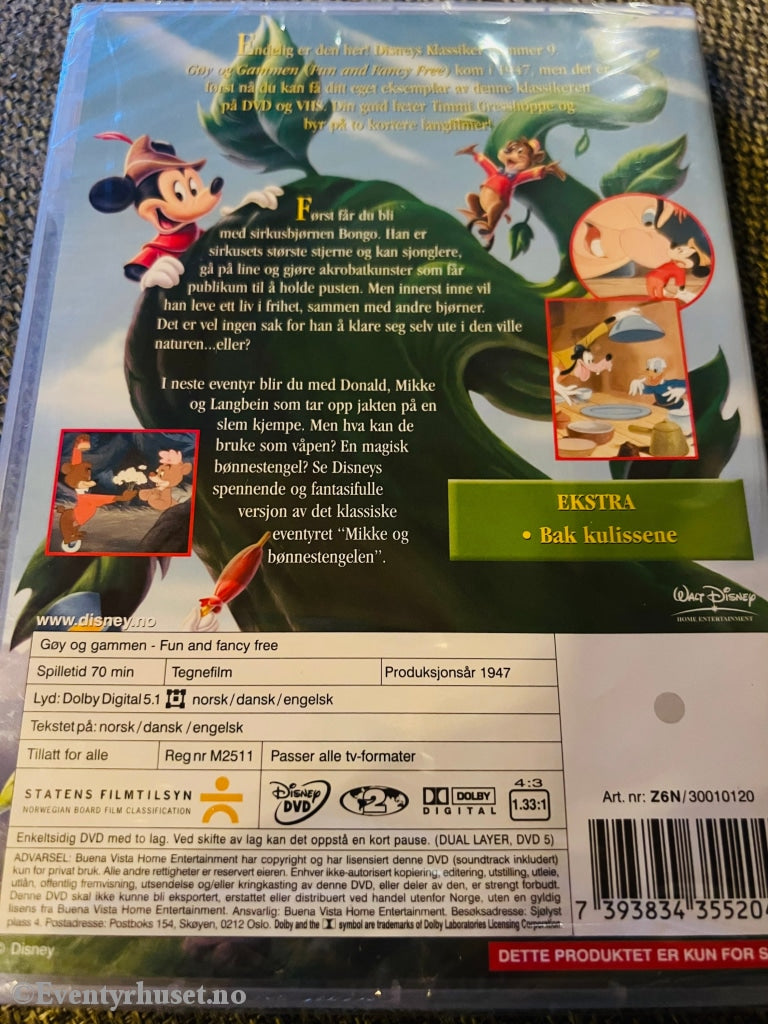 Endelig er den her! Disneys Klassiker nummer 9.
Gøy og Gammen (Fun and Fancy Free) kom i 1947, men det er
først nå du kan få ditt eget eksemplar av denne klassikeren
på DVD og VHS. Din guid heter Timmi Gresshoppe og
byr på to kortere langfilmer!
Først får du bli
med sirkusbjørnen Bongo. Han er
sirkusets største stjerne og kan sjonglere,
gå på line og gjøre akrobatkunster som får
publikum til å holde pusten. Men innerst inne vil
han leve ett liv i frihet, sammen med andre bjørner.
Det er vel ingen sak for han å klare seg selv ute i den ville
naturen...eller?
I neste eventyr blir du med Donald, Mikke
og Langbein som tar opp jakten på en
slem kjempe. Men hva kan de
bruke som våpen? En magisk
bønnestengel? Se Disneys
spennende og fantasifulle
versjon av det klassiske
eventyret “Mikke og
bønnestengelen”.
EKSTRA
• Bak kulissene
WALT DISNEY
HOME ENTERTAINMENT
www.disney.no
Gøy og gammen - Fun and fancy free
Spilletid 70 min Tegnefilm Produksjonsår 1947
Lyd: Dolby Digital 5.1 norsk/dansk/engelsk
Tekstet på: norsk/dansk/engelsk
Tillatt for alle Reg nr M2511 Passer alle tv-formater
STATENS FILMTILSYN
NORWEGIAN BOARD FILM CLASSIFICATION
DISNEY DVD
2
DOLBY
DIGITAL
4:3
1.33:1
Art. nr: Z6N/30010120
Enkeltsidig DVD med to lag. Ved skifte av lag kan det oppstå en kort pause. (DUAL LAYER, DVD 5)
ADVARSEL: Buena Vista Home Entertainment har copyright og har lisensiert denne DVD (soundtrack inkludert)
kun for privat bruk. Alle andre rettigheter er reservert eieren. Enhver ikke-autorisert kopiering, editering, utstilling, utleie,
utlån, offentlig fremvisning, utsendelse og/eller kringkasting av denne DVD, eller deler av den, er strengt forbudt.
Denne DVD skal ikke kunne bli eksportert, erstattet eller distribuert ved handel utenfor Norge, uten en gyldig
lisens fra Buena Vista Home Entertainment. Ansvarlig: Buena Vista Home Entertainment. Besøksadresse: Sjølyst
plass 4. Postadresse: Postboks 154, Skøyen, 0212 Oslo. Dolby and the symbol are trademarks of Dolby Laboratories Licensing Corporation
7 393834 35520
© Disney
DETTE PRODUKTET ER KUN FOR S
©Eventyrhuset.no